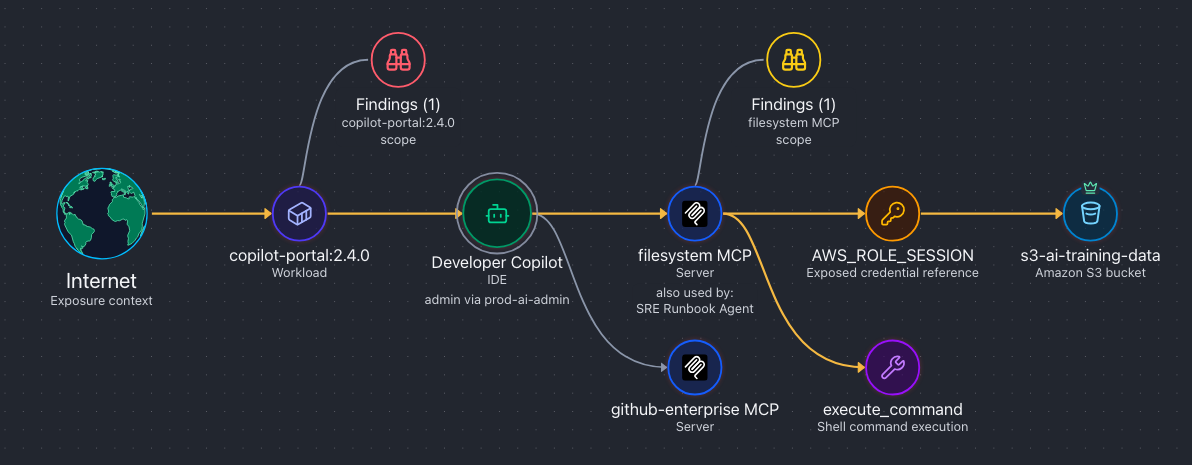 Findings (1)
copilot-portal:2.4.0
scope
Findings (1)
filesystem MCP
scope
Internet
Exposure context
copilot-portal:2.4.0
Workload
Developer Copilot
IDE
admin via prod-ai-admin
filesystem MCP
Server
also used by:
SRE Runbook Agent
AWS_ROLE_SESSION
Exposed credential reference
s3-ai-training-data
Amazon S3 bucket
github-enterprise MCP
Server
execute_command
Shell command execution